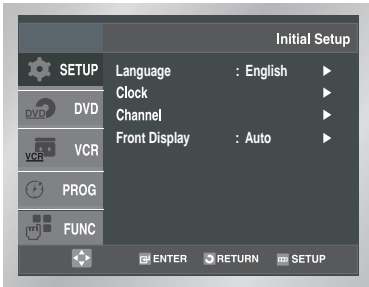 Initial Setup
SETUP
Language : English ►
Clock ►
Channel ►
Front Display : Auto ►
DVD DVD
VCR VCR
PROG
FUNC
ENTER RETURN SETUP